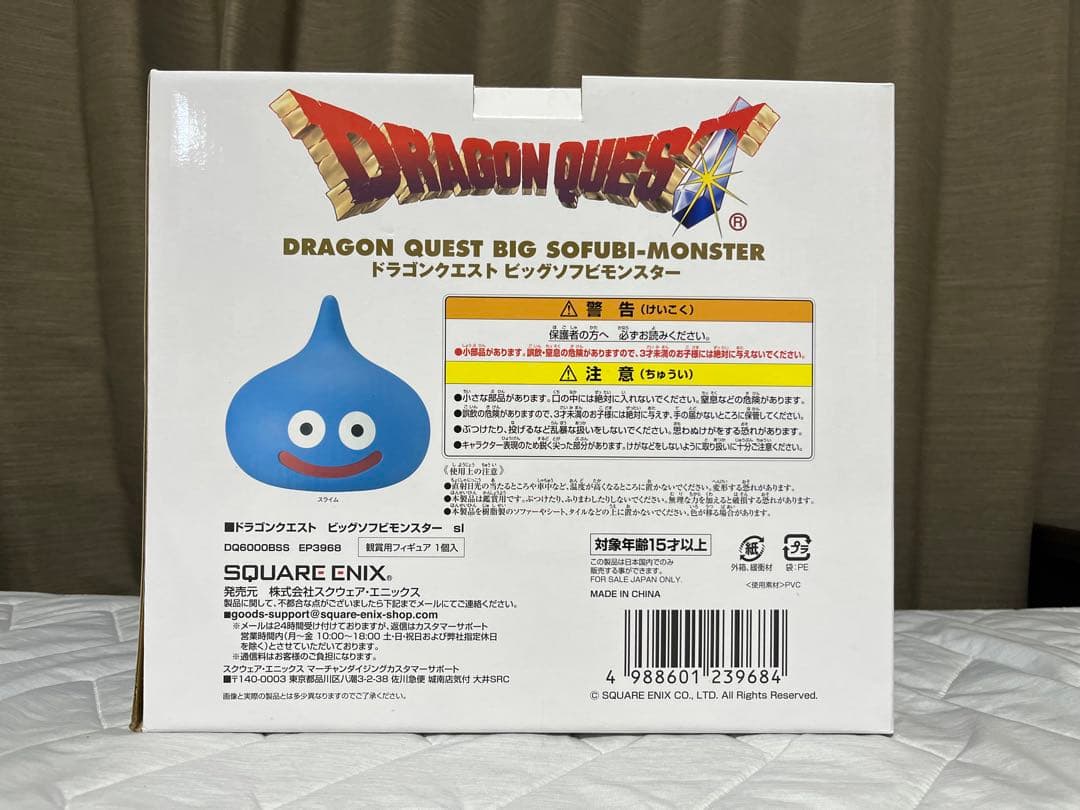 DRAGON QUEST
®
DRAGON QUEST BIG SOFUBI-MONSTER
ドラゴンクエスト ビッグソフビモンスター
⚠ 警 告 (けいこく)
保護者の方へ 必ずお読みください。
●小部品があります。誤飲・窒息の危険がありますので、3才未満のお子様には絶対に与えないでください。
⚠ 注 意 (ちゅうい)
●小さな部品があります。口の中には絶対に入れないでください。窒息などの危険があります。
●誤飲の危険がありますので、3才未満のお子様には絶対に与えず、手の届かないところに保管してください。
●ぶつけたり、投げるなど乱暴な扱いをしないでください。思わぬけがをする恐れがあります。
●キャラクター表現のため鋭く尖った部分があります。けがなどをしないように取り扱いに十分ご注意ください。
《使用上の注意》
●直射日光の当たるところや車中など、温度が高くなるところに置かないでください。変形する恐れがあります。
●本製品は鑑賞用です。ぶつけたり、ふりまわしたりしないでください。無理な力を加えると破損する恐れがあります。
●本製品を樹脂製のソファーやシート、タイルなどの上に置かないでください。色が移る場合があります。
スライム
■ドラゴンクエスト ビッグソフビモンスター sl
DQ6000BSS EP3968 観賞用フィギュア 1個入
SQUARE ENIX®
発売元 株式会社スクウェア・エニックス
製品に関して、不都合な点がございましたら下記までメールにてご連絡ください。
■goods-support@square-enix-shop.com
※メールは24時間受け付けておりますが、返信はカスタマーサポート
営業時間内(月〜金 10:00〜18:00 土・日・祝日および弊社指定休日
を除く)とさせていただいております。
※通信料はお客様のご負担になります。
スクウェア・エニックス マーチャンダイジングカスタマーサポート
■〒140-0003 東京都品川区八潮3-2-38 佐川急便 城南店気付 大井SRC
画像と実際の製品とは多少異なりますのでご了承ください。
対象年齢15才以上
この製品は日本国内でのみ
販売する事ができます。
FOR SALE JAPAN ONLY.
MADE IN CHINA
紙
外箱、緩衝材
プラ
袋:PE
<使用素材>PVC
4 988601 239684
© SQUARE ENIX CO., LTD. All Rights Reserved.